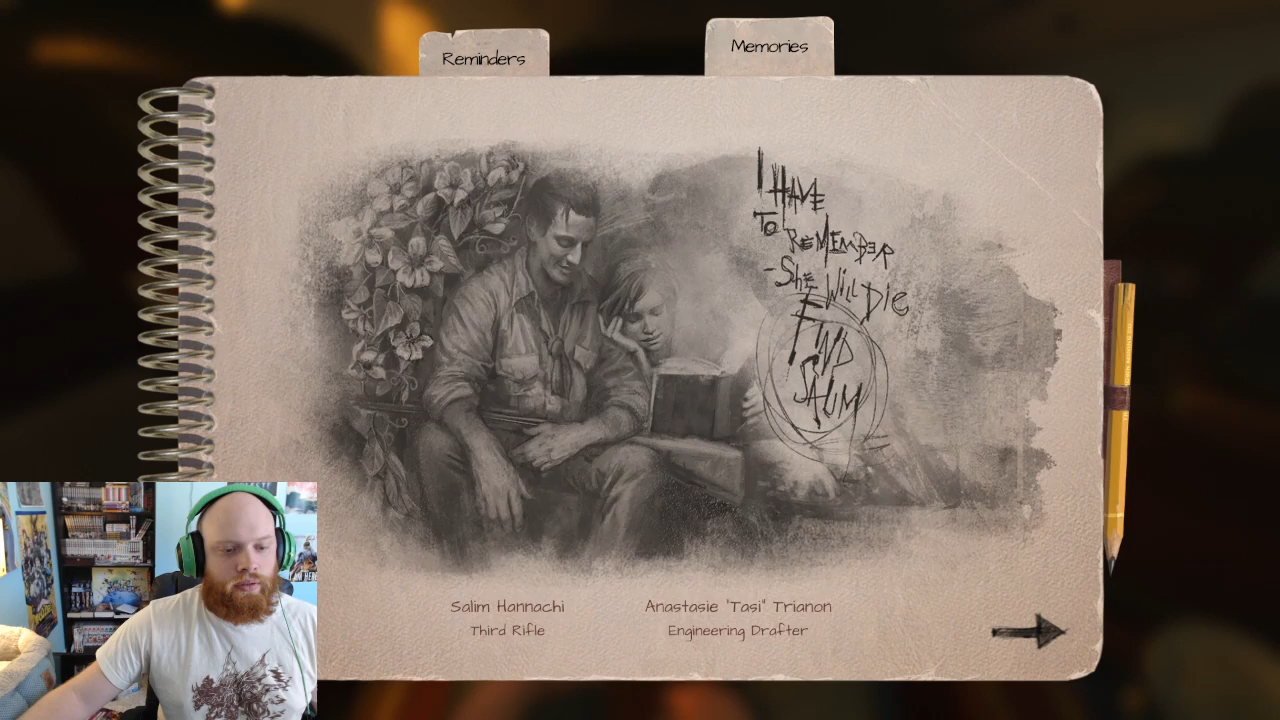 Reminders
Memories
I HAVE
To REMEMBER
-SHE WILL DIE
FIND
SALIM
Salim Hannachi
Anastasie "Tasi" Trianon
Third Rifle
Engineering Drafter